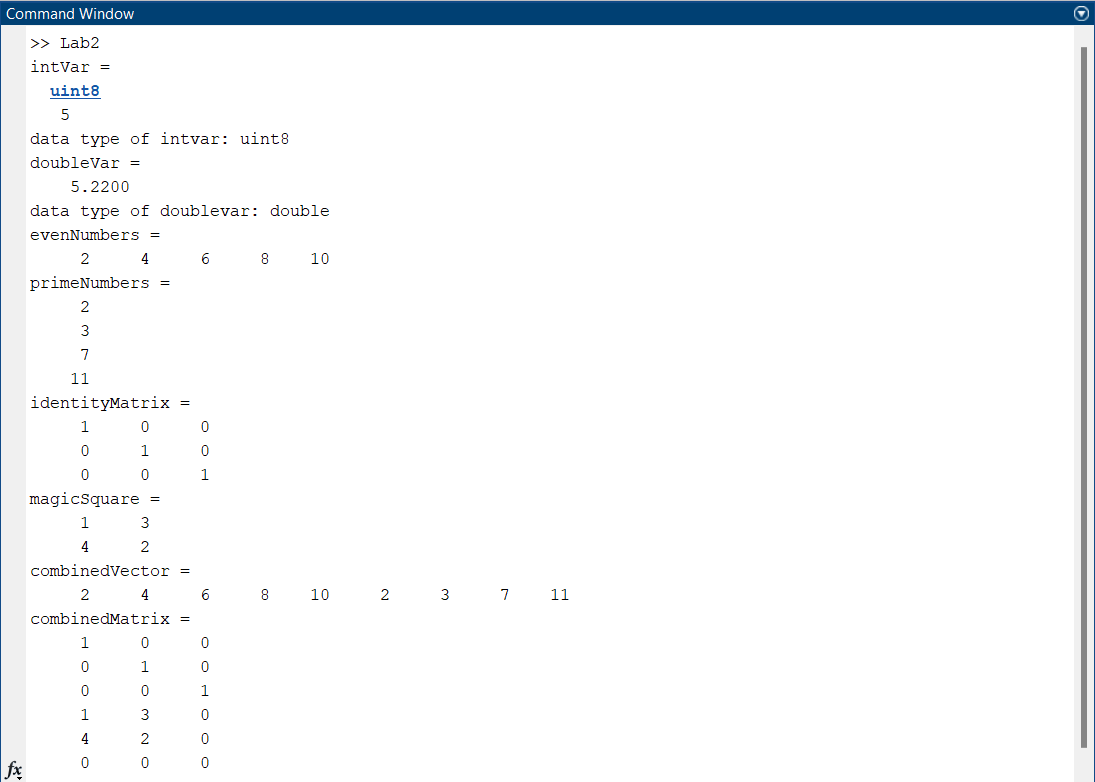 Command Window
>> Lab2
intVar =
uint8
5
data type of intvar: uint8
doubleVar =
5.2200
data type of doublevar: double
evenNumbers =
2 4 6 8 10
primeNumbers =
2
3
7
11
identityMatrix =
1 0 0
0 1 0
0 0 1
magicSquare =
1 3
4 2
combinedVector =
2 4 6 8 10 2 3 7 11
combinedMatrix =
1 0 0
0 1 0
0 0 1
1 3 0
4 2 0
0 0 0
fx